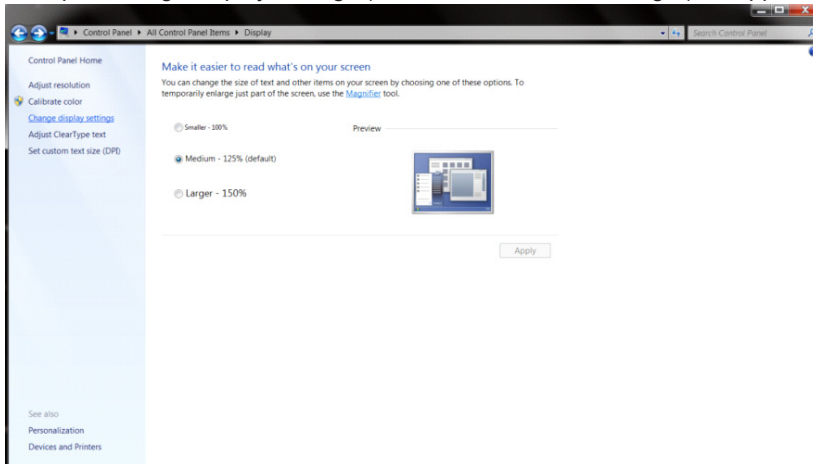 Control Panel ▸ All Control Panel Items ▸ Display
Search Control Panel
Control Panel Home
Adjust resolution
Calibrate color
Change display settings
Adjust ClearType text
Set custom text size (DPI)
See also
Personalization
Devices and Printers
Make it easier to read what's on your screen
You can change the size of text and other items on your screen by choosing one of these options. To
temporarily enlarge just part of the screen, use the Magnifier tool.
Smaller - 100%
Preview
Medium - 125% (default)
Larger - 150%
Apply